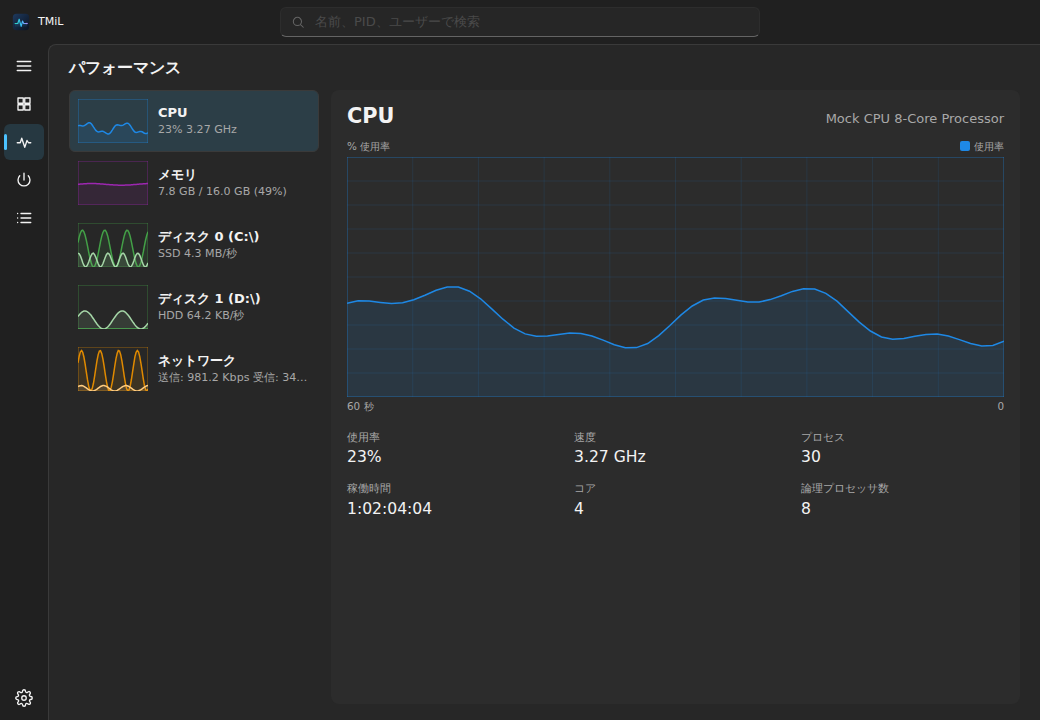 TMiL
名前、PID、ユーザーで検索
パフォーマンス
CPU
23% 3.27 GHz
メモリ
7.8 GB / 16.0 GB (49%)
ディスク 0 (C:\)
SSD 4.3 MB/秒
ディスク 1 (D:\)
HDD 64.2 KB/秒
ネットワーク
送信: 981.2 Kbps 受信: 34...
CPU
Mock CPU 8-Core Processor
% 使用率
使用率
60 秒
0
使用率
速度
プロセス
23%
3.27 GHz
30
稼働時間
コア
論理プロセッサ数
1:02:04:04
4
8